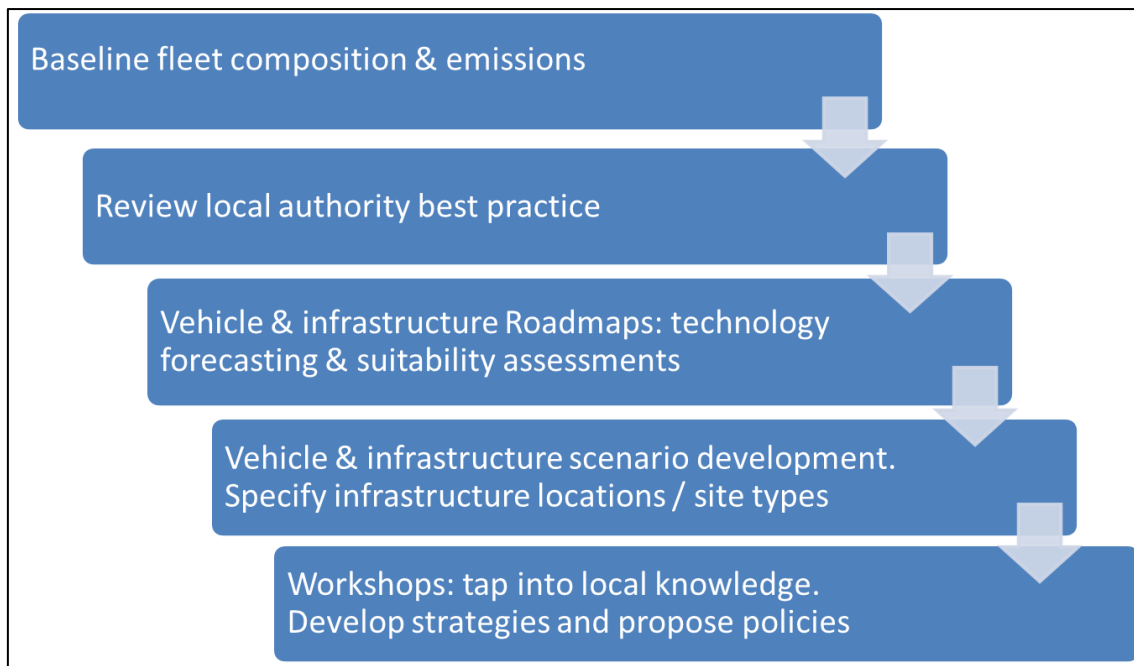 Baseline fleet composition & emissions
Review local authority best practice
Vehicle & infrastructure Roadmaps: technology
forecasting & suitability assessments
Vehicle & infrastructure scenario development.
Specify infrastructure locations / site types
Workshops: tap into local knowledge.
Develop strategies and propose policies